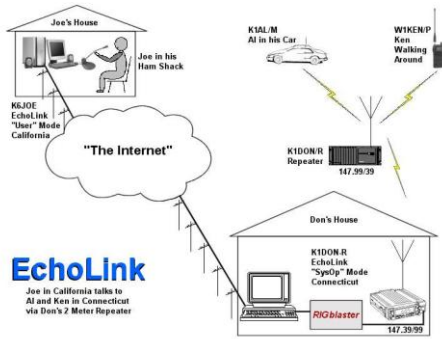 Joe's House
Joe in his
Ham Shack
K6JOE
EchoLink
"User" Mode
California
"The Internet"
K1AL/M
Al in his Car
W1KEN/P
Ken
Walking
Around
K1DON/R
Repeater
147.99/39
Don's House
K1DON-R
EchoLink
"SysOp" Mode
Connecticut
RIGblaster
147.39/99
EchoLink
Joe in California talks to
Al and Ken in Connecticut
via Don's 2 Meter Repeater